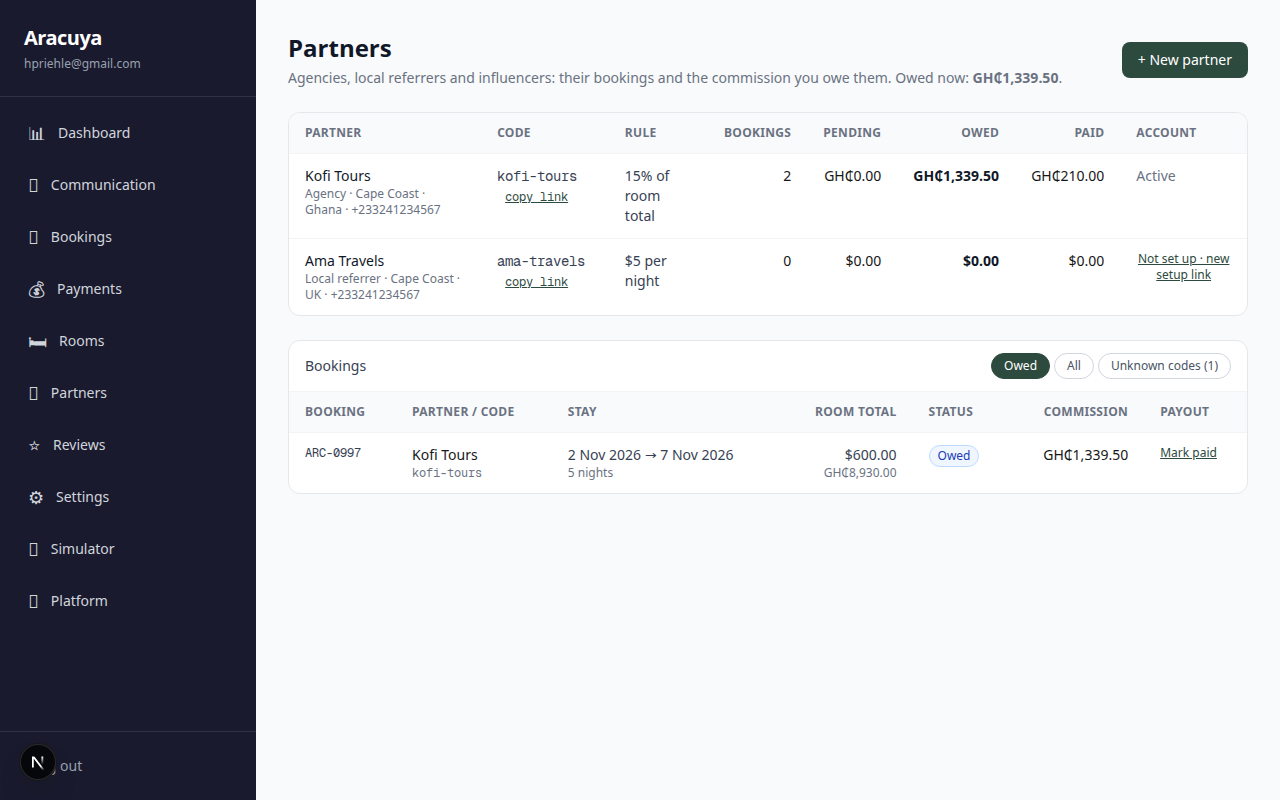 Aracuya
hpriehle@gmail.com
Dashboard
Communication
Bookings
Payments
Rooms
Partners
Reviews
Settings
Simulator
Platform
out
Partners
Agencies, local referrers and influencers: their bookings and the commission you owe them. Owed now: GH₵1,339.50.
+ New partner
PARTNER CODE RULE BOOKINGS PENDING OWED PAID ACCOUNT
Kofi Tours kofi-tours 15% of 2 GH₵0.00 GH₵1,339.50 GH₵210.00 Active
Agency · Cape Coast · copy link room
Ghana · +233241234567 total
Ama Travels ama-travels $5 per 0 $0.00 $0.00 $0.00 Not set up · new
Local referrer · Cape Coast · copy link night setup link
UK · +233241234567
Bookings Owed All Unknown codes (1)
BOOKING PARTNER / CODE STAY ROOM TOTAL STATUS COMMISSION PAYOUT
ARC-0997 Kofi Tours 2 Nov 2026 → 7 Nov 2026 $600.00 Owed GH₵1,339.50 Mark paid
kofi-tours 5 nights GH₵8,930.00